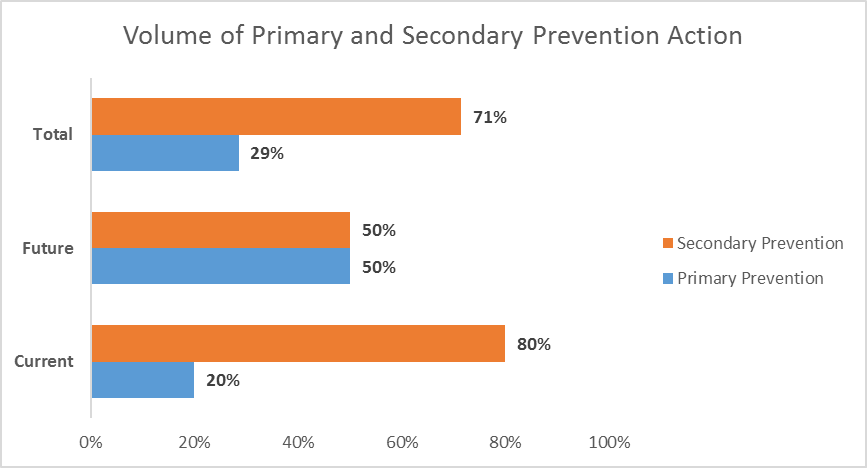 Volume of Primary and Secondary Prevention Action
Total
71%
29%
Future
50%
50%
Current
80%
20%
Secondary Prevention
Primary Prevention
0% 20% 40% 60% 80% 100%